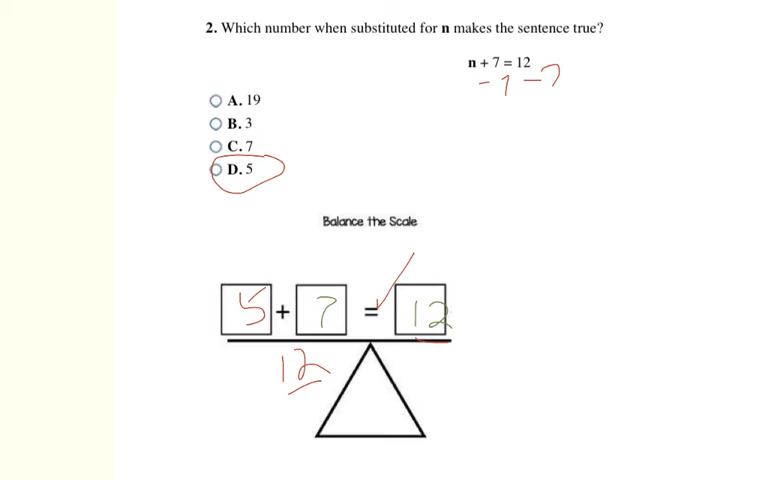 2. Which number when substituted for n makes the sentence true?
n + 7 = 12
- 7 - 7
A. 19
B. 3
C. 7
D. 5
Balance the Scale
5 + 7 = 12
12